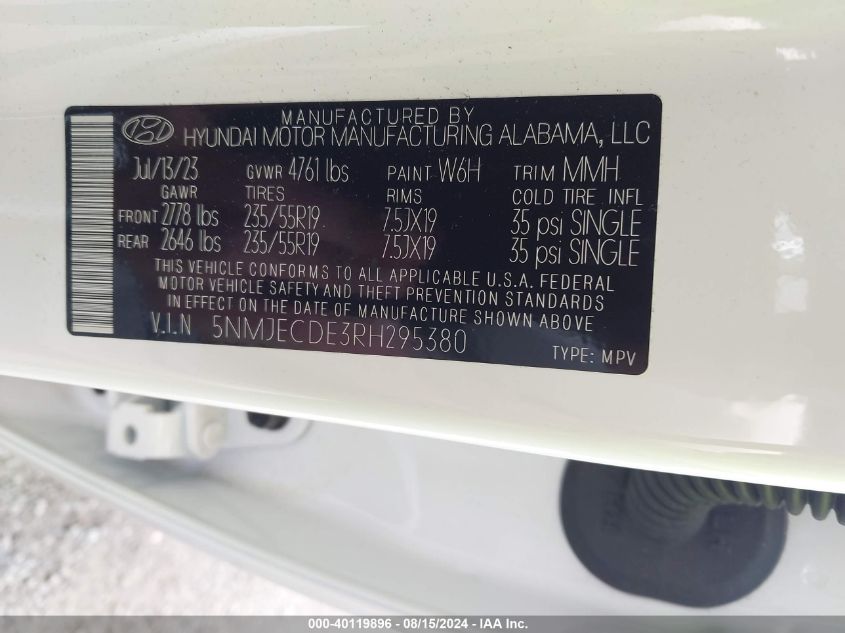 MANUFACTURED BY
HYUNDAI MOTOR MANUFACTURING ALABAMA, LLC
Jul/13/23 GVWR 4761 lbs PAINT W6H TRIM MMH
GAWR TIRES RIMS COLD TIRE INFL
FRONT 2778 lbs 235/55R19 7.5JX19 35 psi SINGLE
REAR 2646 lbs 235/55R19 7.5JX19 35 psi SINGLE
THIS VEHICLE CONFORMS TO ALL APPLICABLE U.S.A. FEDERAL
MOTOR VEHICLE SAFETY AND THEFT PREVENTION STANDARDS
IN EFFECT ON THE DATE OF MANUFACTURE SHOWN ABOVE.
V.I.N 5NMJECDE3RH295380
TYPE: MPV
000-40119896 - 08/15/2024 - IAA Inc.